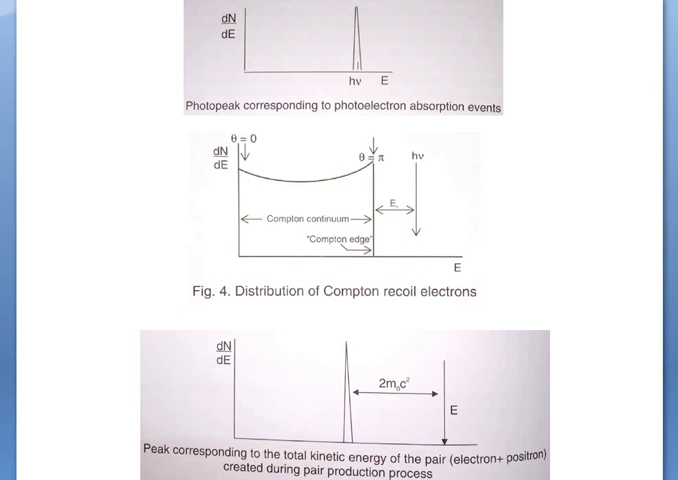 dN
dE
hν E
Photopeak corresponding to photoelectron absorption events
θ = 0
dN
dE
θ = π
hν
Eₑ
Compton continuum
"Compton edge"
E
Fig. 4. Distribution of Compton recoil electrons
dN
dE
2m₀c²
E
Peak corresponding to the total kinetic energy of the pair (electron+ positron)
created during pair production process